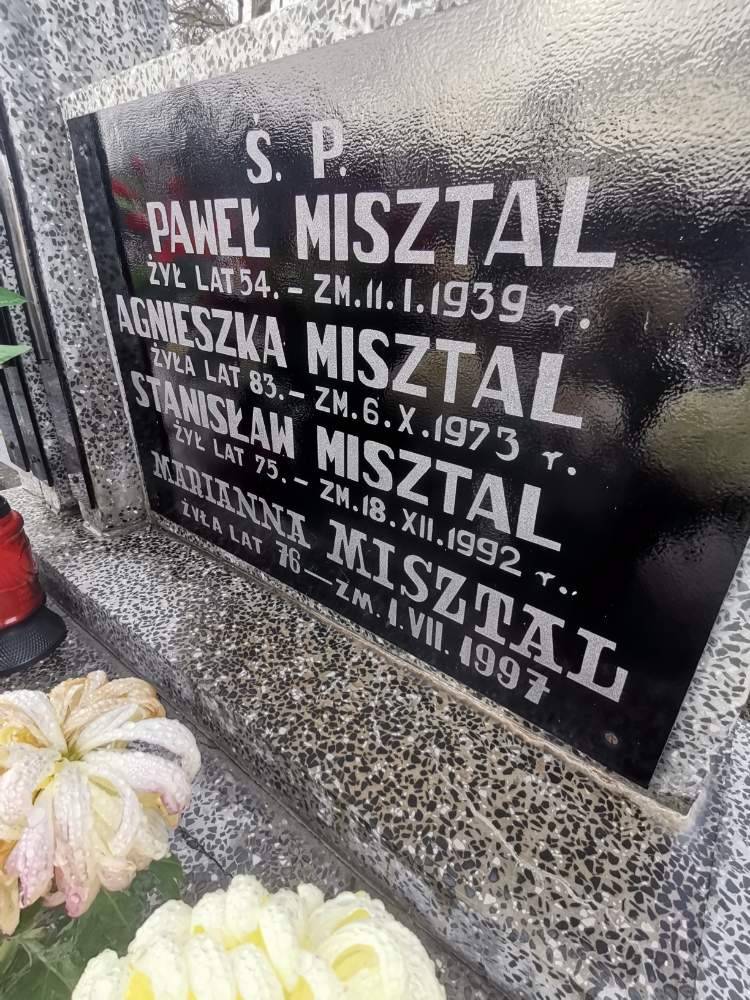 Ś. P.
PAWEŁ MISZTAL
ŻYŁ LAT 54. – ZM. 11. I. 1939 r.
AGNIESZKA MISZTAL
ŻYŁA LAT 83. – ZM. 6. X. 1973 r.
STANISŁAW MISZTAL
ŻYŁ LAT 75. – ZM. 18. XII. 1992 r.
MARIANNA MISZTAL
ŻYŁA LAT 76 — ZM. 1. VII. 1997